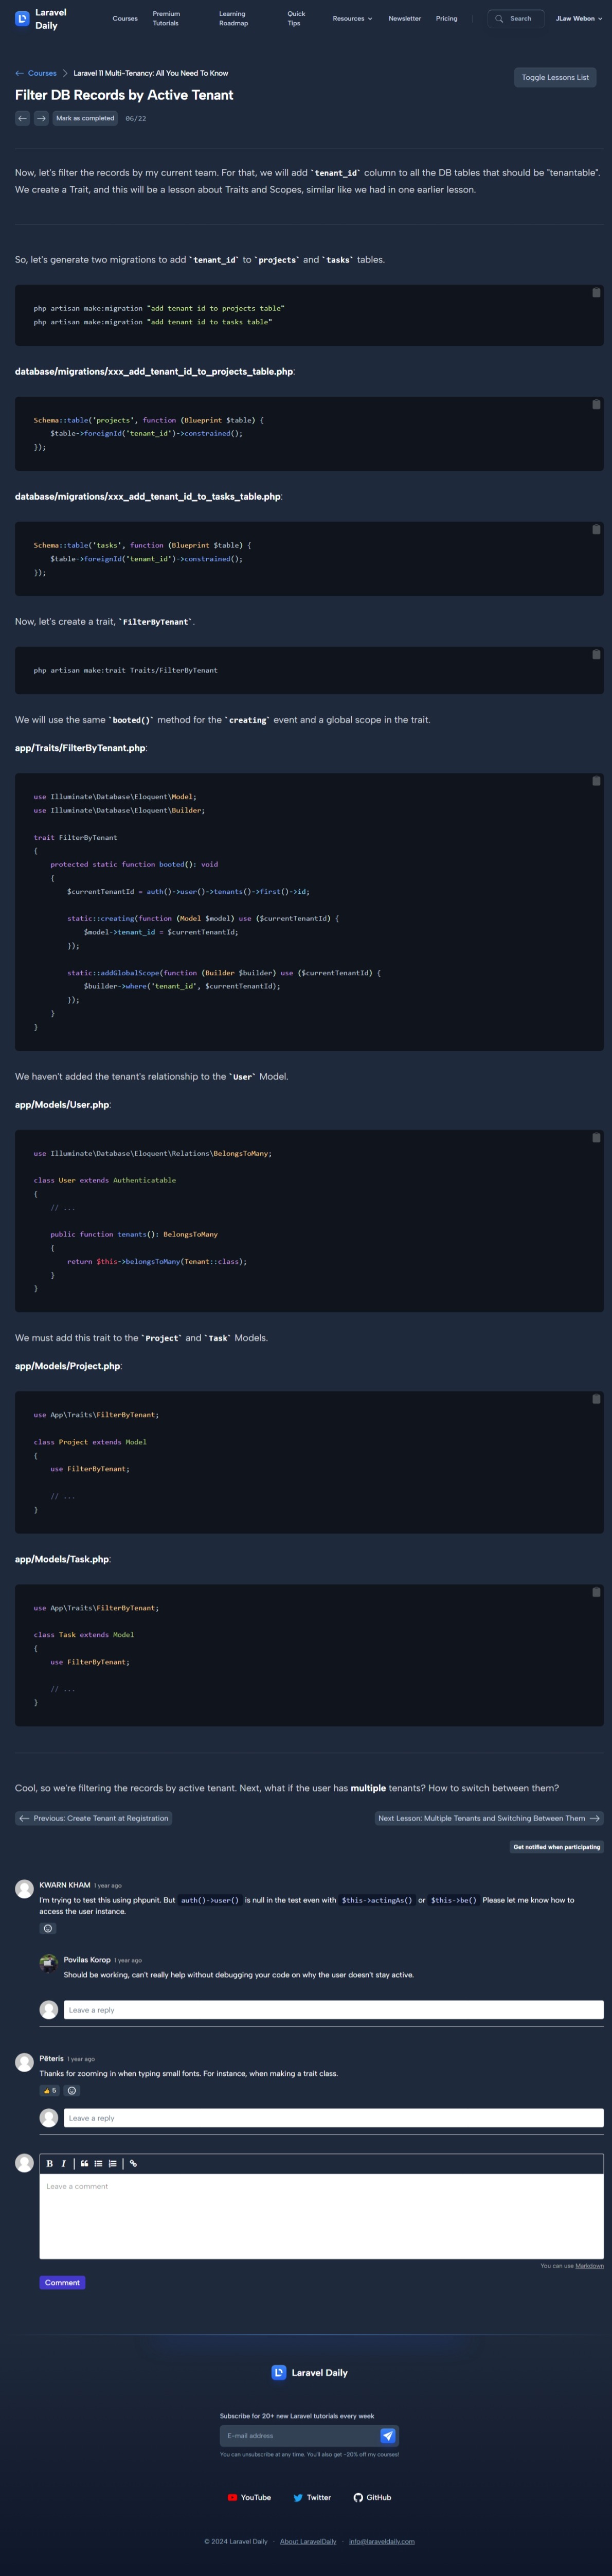 Laravel Daily
Courses
Premium Tutorials
Learning Roadmap
Quick Tips
Resources
Newsletter
Pricing
Search
JLaw Webon
Courses
Laravel 11 Multi-Tenancy: All You Need To Know
Toggle Lessons List
Filter DB Records by Active Tenant
Mark as completed
06/22
Now, let's filter the records by my current team. For that, we will add `tenant_id` column to all the DB tables that should be "tenantable".
We create a Trait, and this will be a lesson about Traits and Scopes, similar like we had in one earlier lesson.
So, let's generate two migrations to add `tenant_id` to `projects` and `tasks` tables.
php artisan make:migration "add tenant id to projects table"
php artisan make:migration "add tenant id to tasks table"
database/migrations/xxx_add_tenant_id_to_projects_table.php:
Schema::table('projects', function (Blueprint $table) {
    $table->foreignId('tenant_id')->constrained();
});
database/migrations/xxx_add_tenant_id_to_tasks_table.php:
Schema::table('tasks', function (Blueprint $table) {
    $table->foreignId('tenant_id')->constrained();
});
Now, let's create a trait, `FilterByTenant`.
php artisan make:trait Traits/FilterByTenant
We will use the same `booted()` method for the `creating` event and a global scope in the trait.
app/Traits/FilterByTenant.php:
use Illuminate\Database\Eloquent\Model;
use Illuminate\Database\Eloquent\Builder;
trait FilterByTenant
{
    protected static function booted(): void
    {
        $currentTenantId = auth()->user()->tenants()->first()->id;
        static::creating(function (Model $model) use ($currentTenantId) {
            $model->tenant_id = $currentTenantId;
        });
        static::addGlobalScope(function (Builder $builder) use ($currentTenantId) {
            $builder->where('tenant_id', $currentTenantId);
        });
    }
}
We haven't added the tenant's relationship to the `User` Model.
app/Models/User.php:
use Illuminate\Database\Eloquent\Relations\BelongsToMany;
class User extends Authenticatable
{
    // ...
    public function tenants(): BelongsToMany
    {
        return $this->belongsToMany(Tenant::class);
    }
}
We must add this trait to the `Project` and `Task` Models.
app/Models/Project.php:
use App\Traits\FilterByTenant;
class Project extends Model
{
    use FilterByTenant;
    // ...
}
app/Models/Task.php:
use App\Traits\FilterByTenant;
class Task extends Model
{
    use FilterByTenant;
    // ...
}
Cool, so we're filtering the records by active tenant. Next, what if the user has multiple tenants? How to switch between them?
Previous: Create Tenant at Registration
Next Lesson: Multiple Tenants and Switching Between Them
Get notified when participating
KWARN KHAM 1 year ago
I'm trying to test this using phpunit. But auth()->user() is null in the test even with $this->actingAs() or $this->be() Please let me know how to
access the user instance.
Povilas Korop 1 year ago
Should be working, can't really help without debugging your code on why the user doesn't stay active.
Leave a reply
Pēteris 1 year ago
Thanks for zooming in when typing small fonts. For instance, when making a trait class.
👍 5
Leave a reply
B I
Leave a comment
You can use Markdown
Comment
Laravel Daily
Subscribe for 20+ new Laravel tutorials every week
E-mail address
You can unsubscribe at any time. You'll also get -20% off my courses!
YouTube
Twitter
GitHub
© 2024 Laravel Daily · About LaravelDaily · info@laraveldaily.com